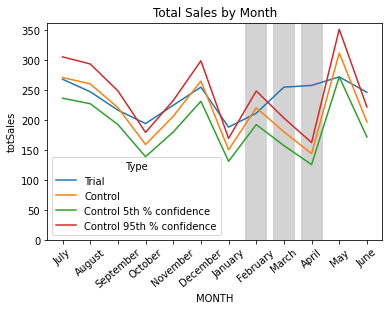 Total Sales by Month
totSales
350
300
250
200
150
100
50
0
Type
Trial
Control
Control 5th % confidence
Control 95th % confidence
July
August
September
October
November
December
January
February
March
April
May
June
MONTH